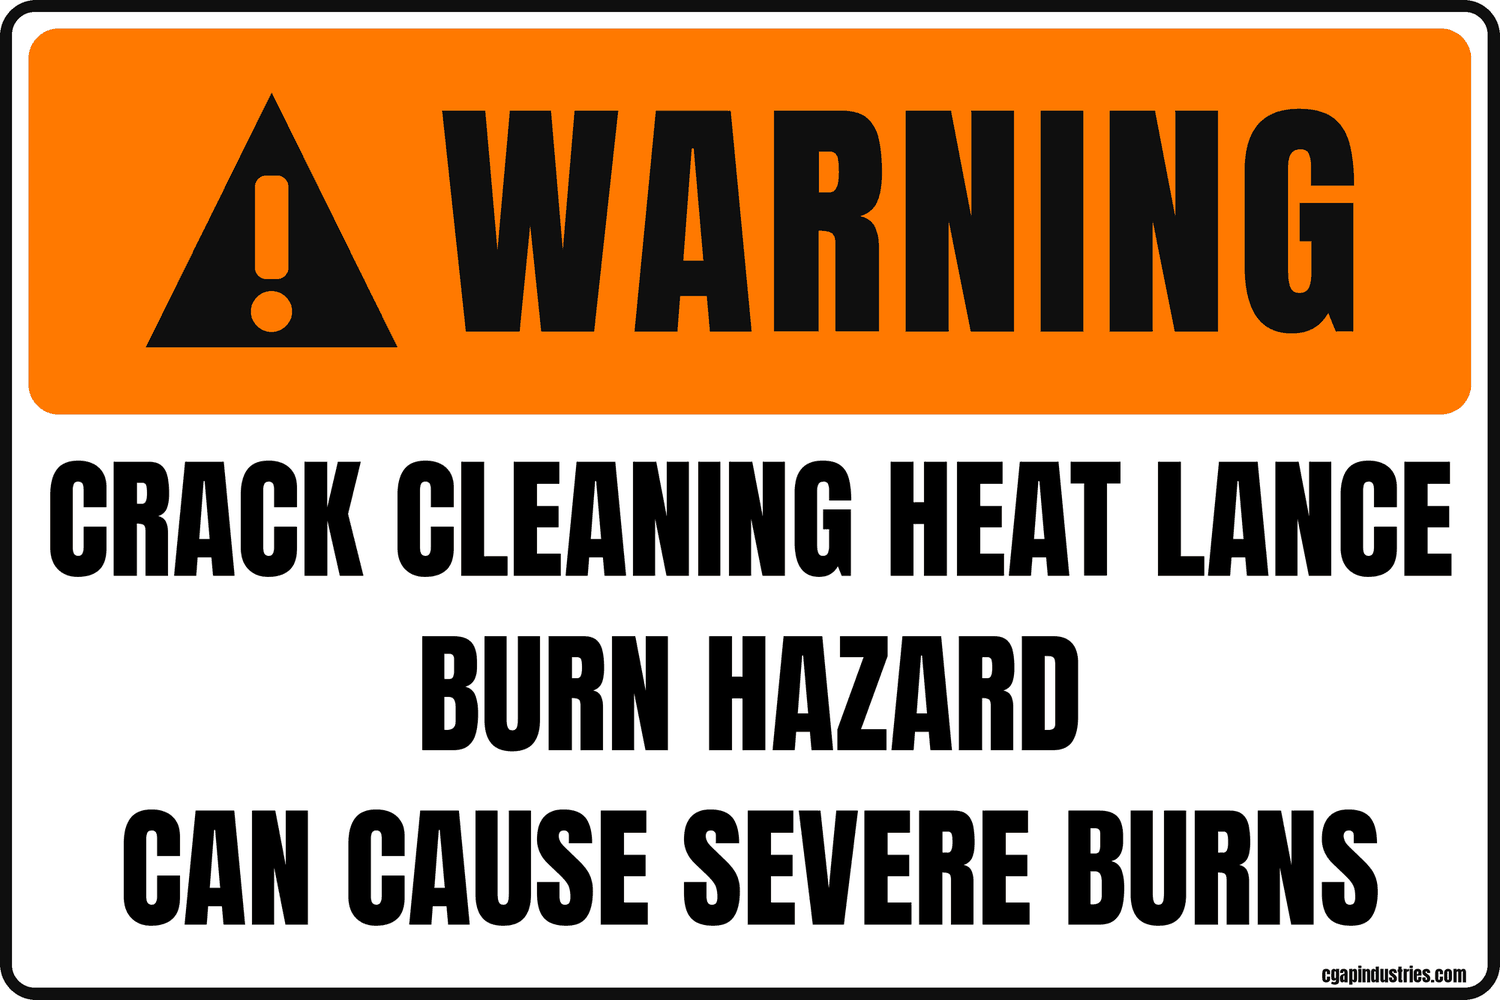 WARNING
CRACK CLEANING HEAT LANCE
BURN HAZARD
CAN CAUSE SEVERE BURNS
cgapindustries.com